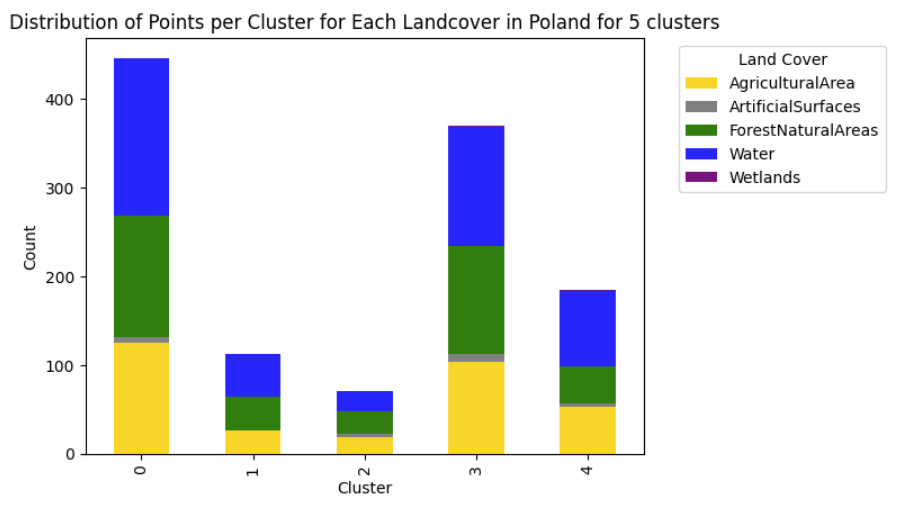 Distribution of Points per Cluster for Each Landcover in Poland for 5 clusters
Land Cover
AgriculturalArea
ArtificialSurfaces
ForestNaturalAreas
Water
Wetlands
Count
400
300
200
100
0
0 1 2 3 4
Cluster